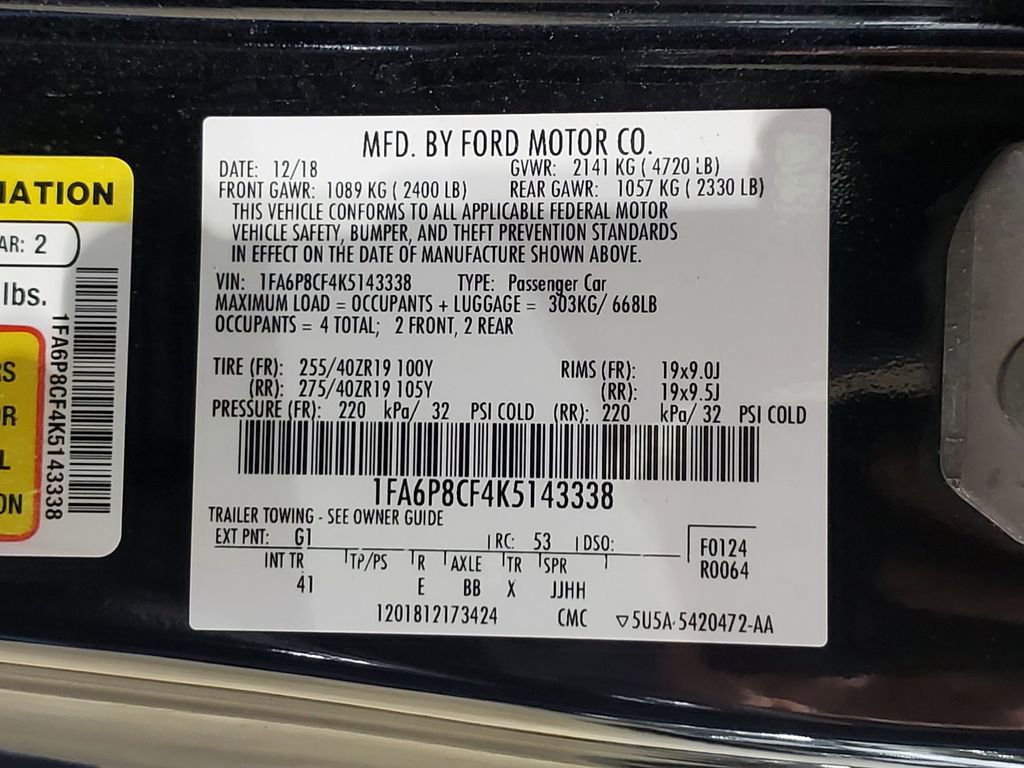 MFD. BY FORD MOTOR CO.
DATE: 12/18 GVWR: 2141 KG ( 4720 LB)
FRONT GAWR: 1089 KG ( 2400 LB) REAR GAWR: 1057 KG ( 2330 LB)
THIS VEHICLE CONFORMS TO ALL APPLICABLE FEDERAL MOTOR
VEHICLE SAFETY, BUMPER, AND THEFT PREVENTION STANDARDS
IN EFFECT ON THE DATE OF MANUFACTURE SHOWN ABOVE.
VIN: 1FA6P8CF4K5143338 TYPE: Passenger Car
MAXIMUM LOAD = OCCUPANTS + LUGGAGE = 303KG/ 668LB
OCCUPANTS = 4 TOTAL; 2 FRONT, 2 REAR
TIRE (FR): 255/40ZR19 100Y RIMS (FR): 19x9.0J
(RR): 275/40ZR19 105Y (RR): 19x9.5J
PRESSURE (FR): 220 kPa/ 32 PSI COLD (RR): 220 kPa/ 32 PSI COLD
1FA6P8CF4K5143338
TRAILER TOWING - SEE OWNER GUIDE
EXT PNT: G1 RC: 53 DSO:
F0124
R0064
INT TR TP/PS R AXLE TR SPR
41 E BB X JJHH
1201812173424 CMC ▽5U5A-5420472-AA
MATION
AR: 2
lbs.
RS
OR
L
ON
1FA6P8CF4K5143338